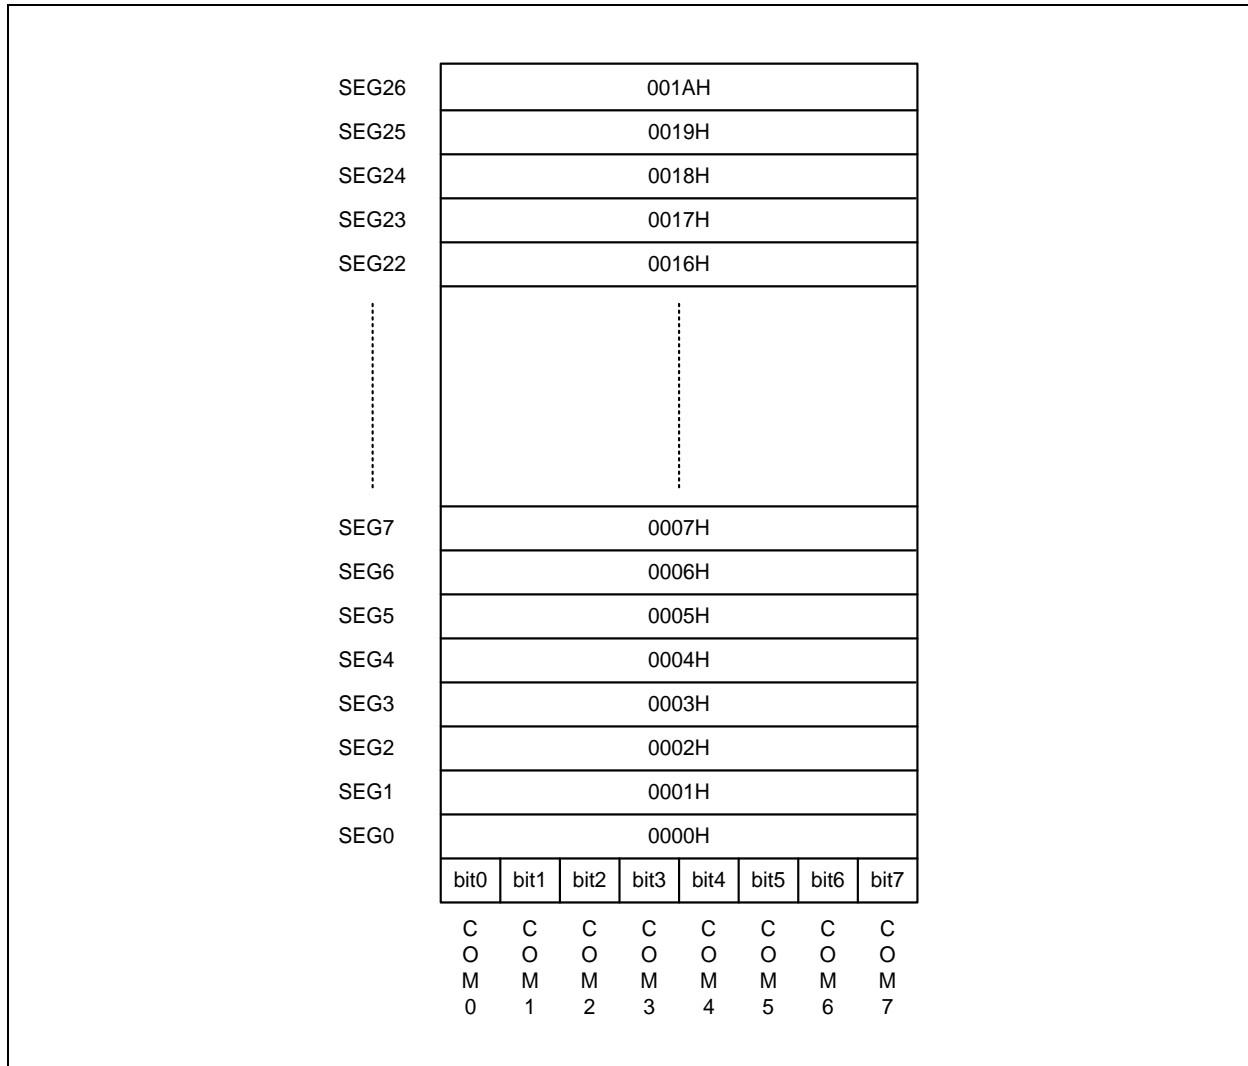 SEG26 001AH
SEG25 0019H
SEG24 0018H
SEG23 0017H
SEG22 0016H
SEG7 0007H
SEG6 0006H
SEG5 0005H
SEG4 0004H
SEG3 0003H
SEG2 0002H
SEG1 0001H
SEG0 0000H
bit0 bit1 bit2 bit3 bit4 bit5 bit6 bit7
C C C C C C C C
O O O O O O O O
M M M M M M M M
0 1 2 3 4 5 6 7